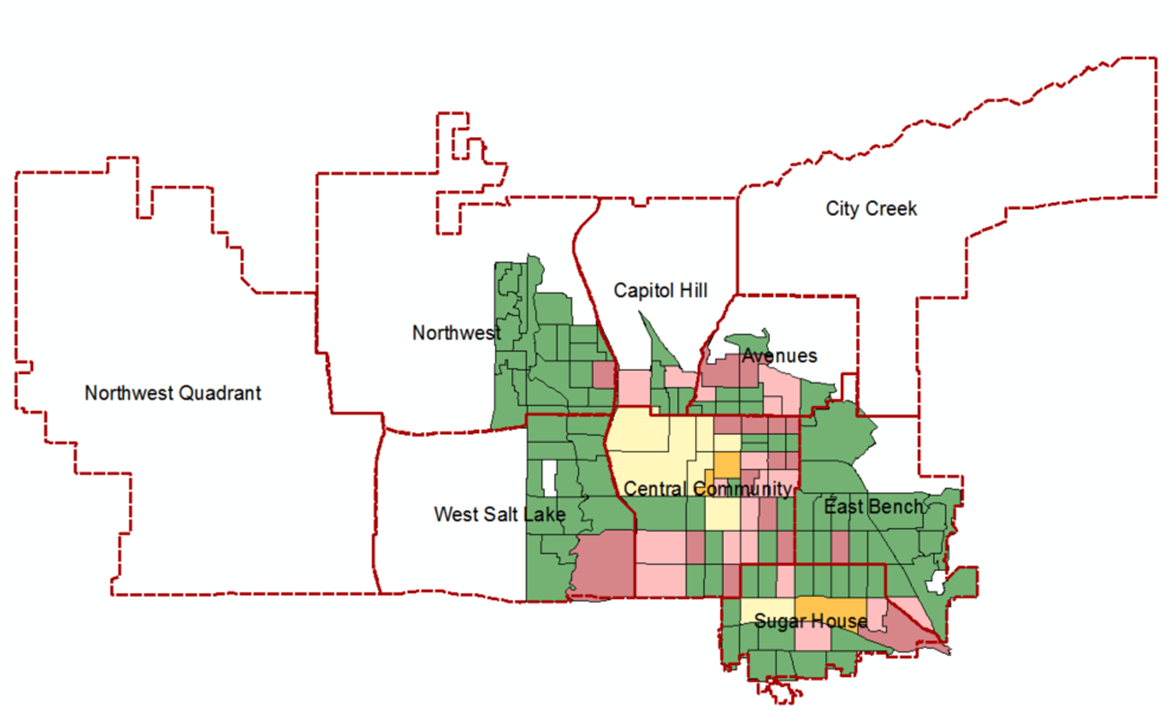 City Creek
Capitol Hill
Northwest
Avenues
Northwest Quadrant
Central Community
East Bench
West Salt Lake
Sugar House